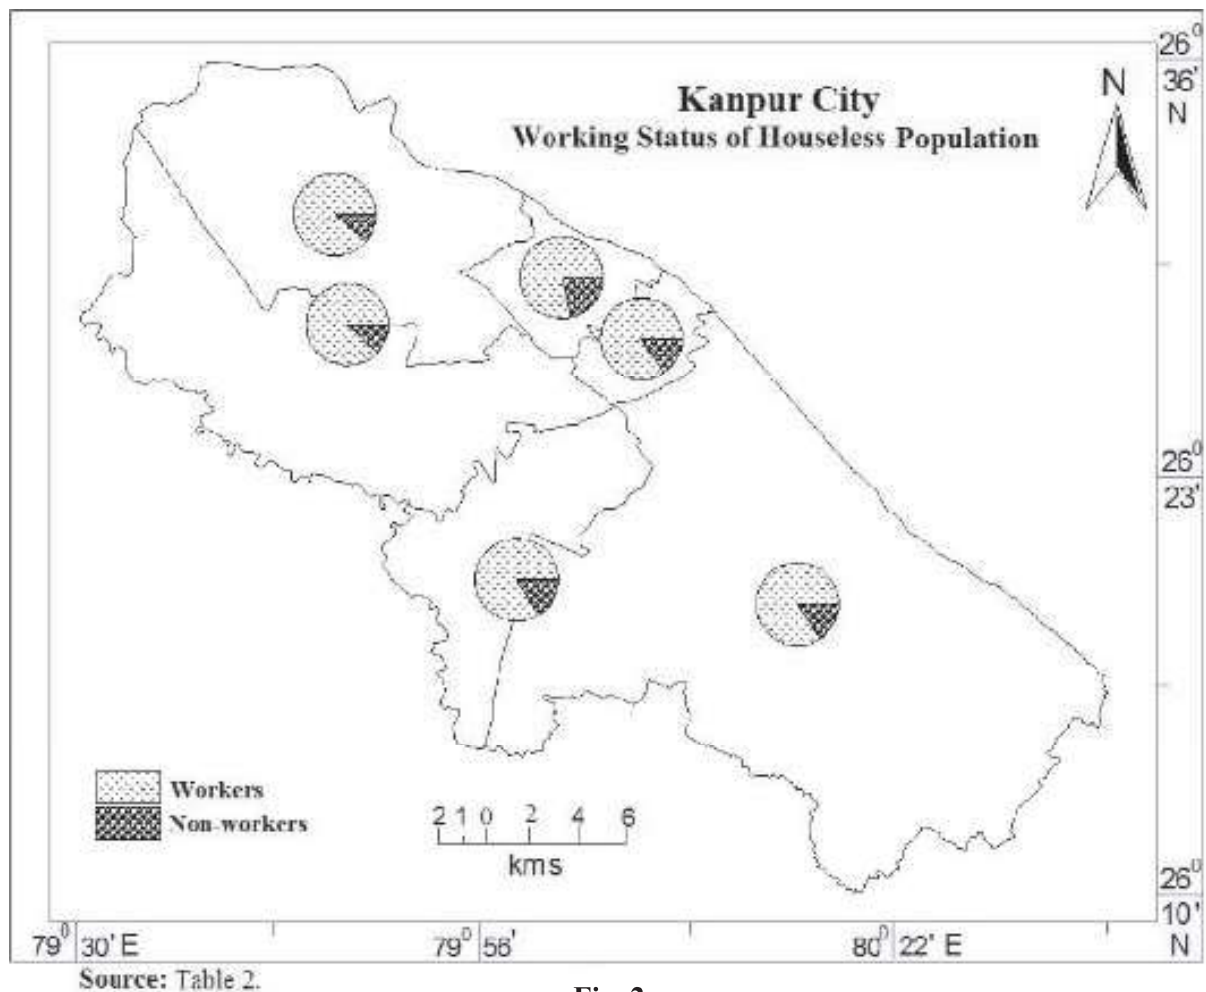 Kanpur City
Working Status of Houseless Population
N
26⁰
36'
N
26⁰
23'
26⁰
10'
N
Workers
Non-workers
2 1 0 2 4 6
kms
79⁰ 30' E 79⁰ 56' 80⁰ 22' E
Source: Table 2.